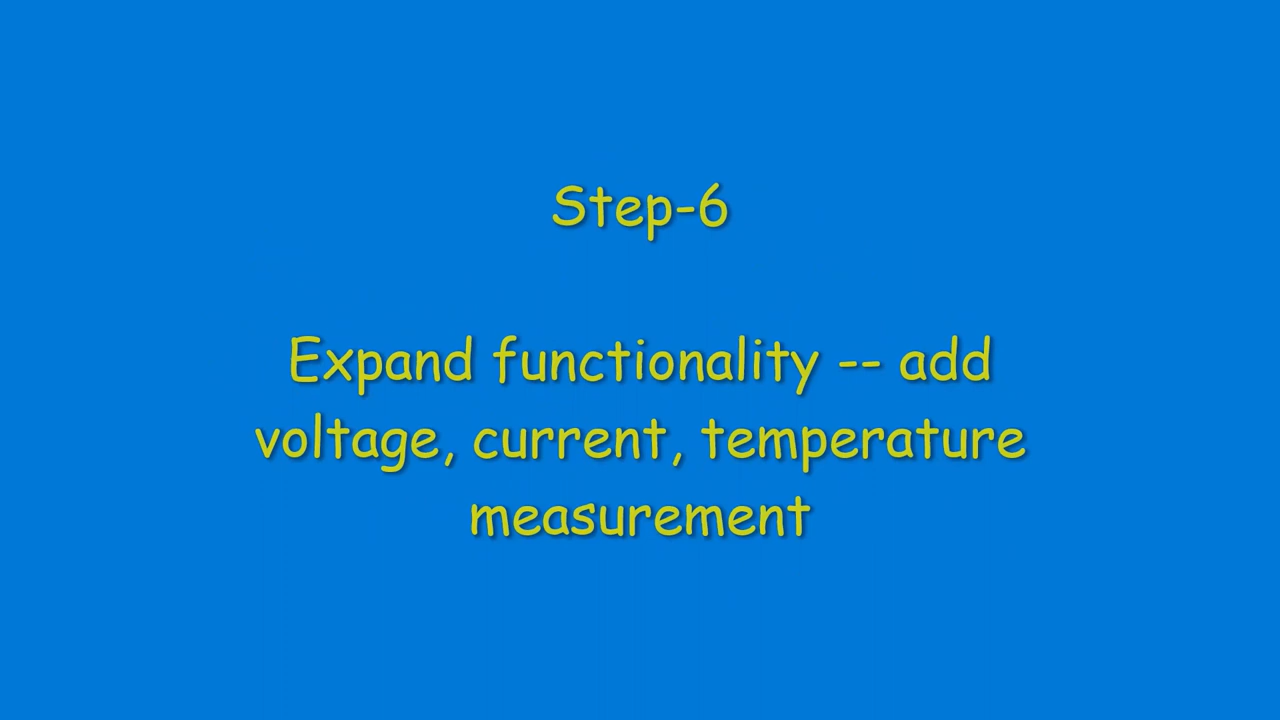 Step-6
Expand functionality -- add
voltage, current, temperature
measurement